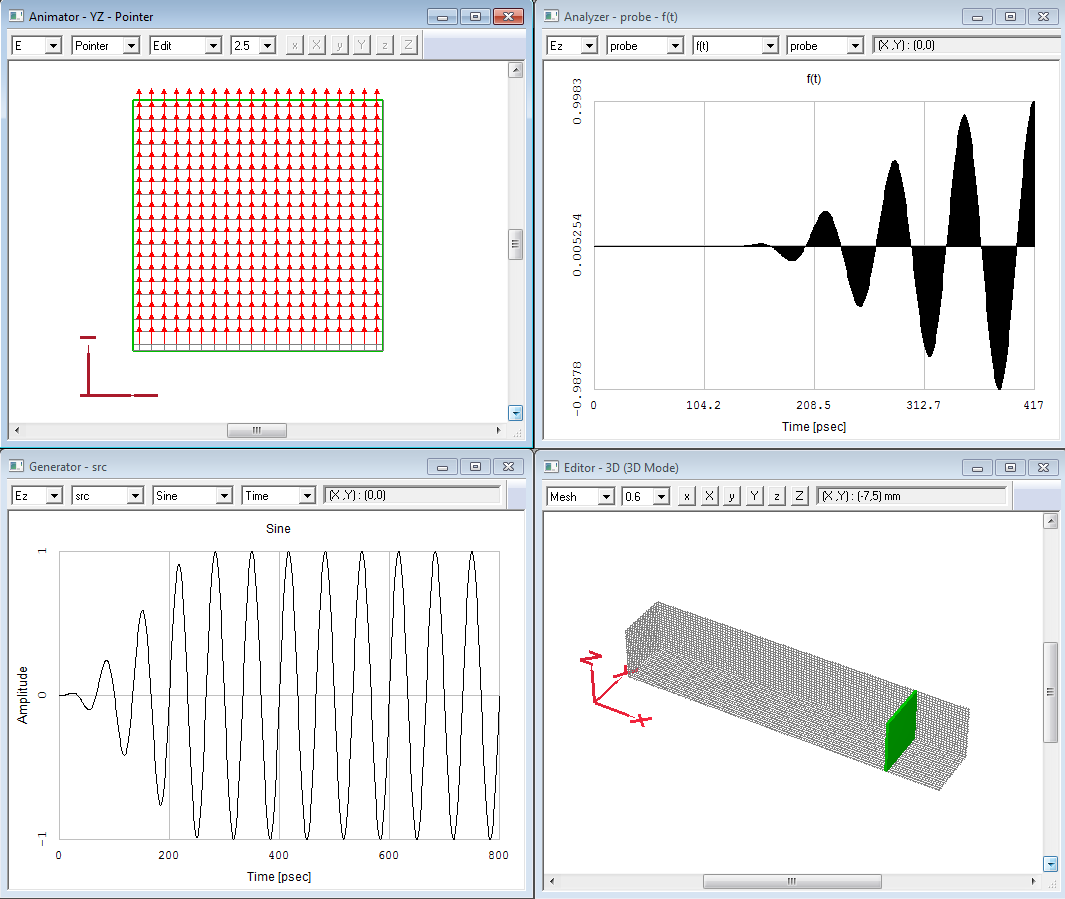 Animator - YZ - Pointer
E Pointer Edit 2.5 x X y Y z Z
Analyzer - probe - f(t)
Ez probe f(t) probe (X ,Y) : (0,0)
f(t)
0.9983
0.005254
-0.9878
0 104.2 208.5 312.7 417
Time [psec]
Generator - src
Ez src Sine Time (X ,Y) : (0,0)
Sine
1
0
-1
Amplitude
0 200 400 600 800
Time [psec]
Editor - 3D (3D Mode)
Mesh 0.6 x X y Y z Z (X ,Y) : (-7,5) mm
Z
Y
X